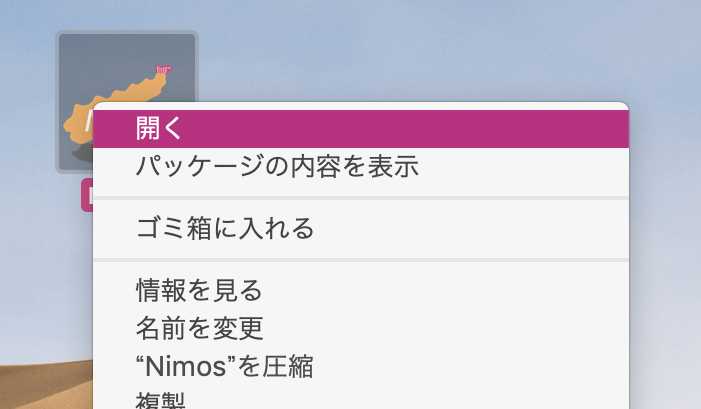 開く
パッケージの内容を表示
ゴミ箱に入れる
情報を見る
名前を変更
“Nimos”を圧縮
複製